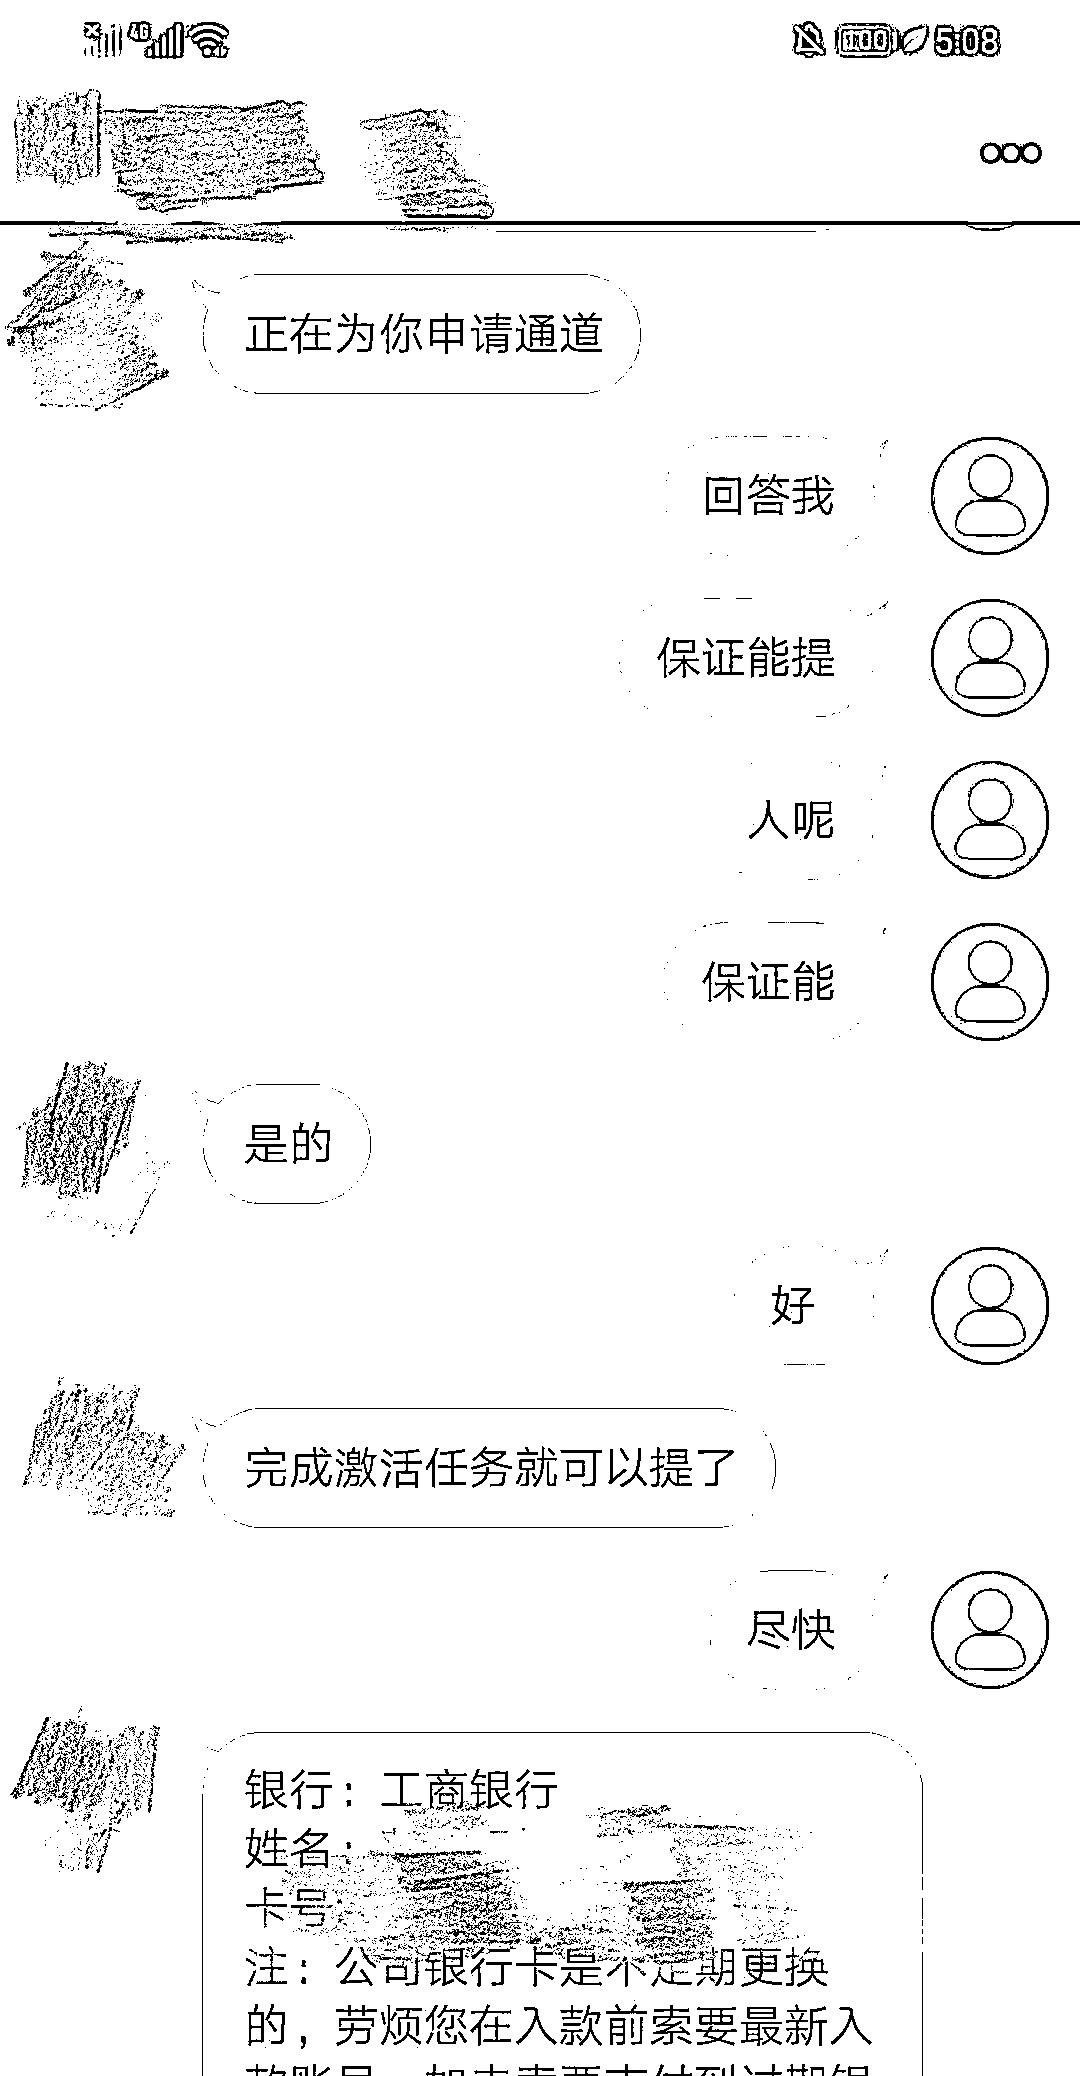 4G 100 5:08
正在为你申请通道
回答我
保证能提
人呢
保证能
是的
好
完成激活任务就可以提了
尽快
银行：工商银行
姓名：
卡号:
注：公司银行卡是不定期更换
的，劳烦您在入款前索要最新入